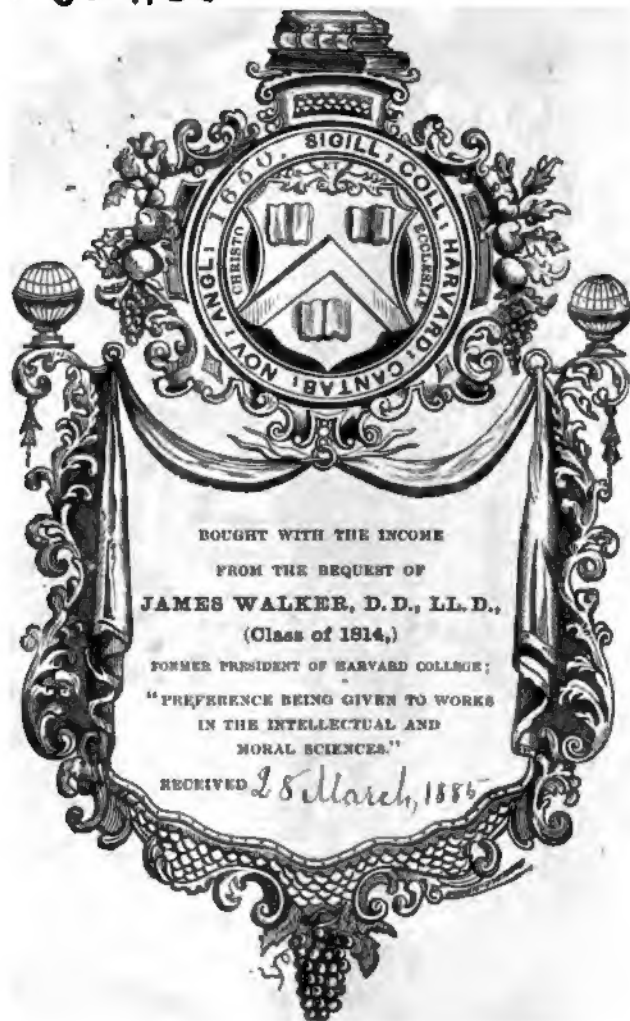 SIGILL: COLL: HARVARD: CANTAB: NOV: ANGL: 1650.
ET
CHRISTO
ECCLESIAE
BOUGHT WITH THE INCOME
FROM THE BEQUEST OF
JAMES WALKER, D.D., LL.D.,
(Class of 1814,)
FORMER PRESIDENT OF HARVARD COLLEGE;
"PREFERENCE BEING GIVEN TO WORKS
IN THE INTELLECTUAL AND
MORAL SCIENCES."
RECEIVED 28 March, 1885